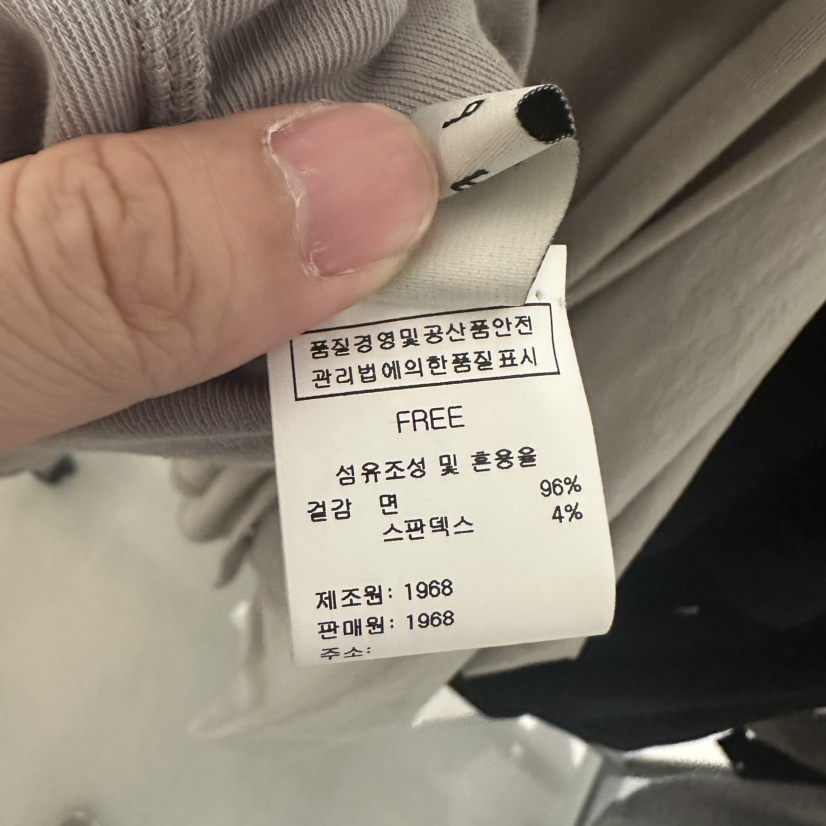 품질경영및공산품안전
관리법에의한품질표시
FREE
섬유조성 및 혼용율
겉감 면 96%
스판덱스 4%
제조원: 1968
판매원: 1968
주소: